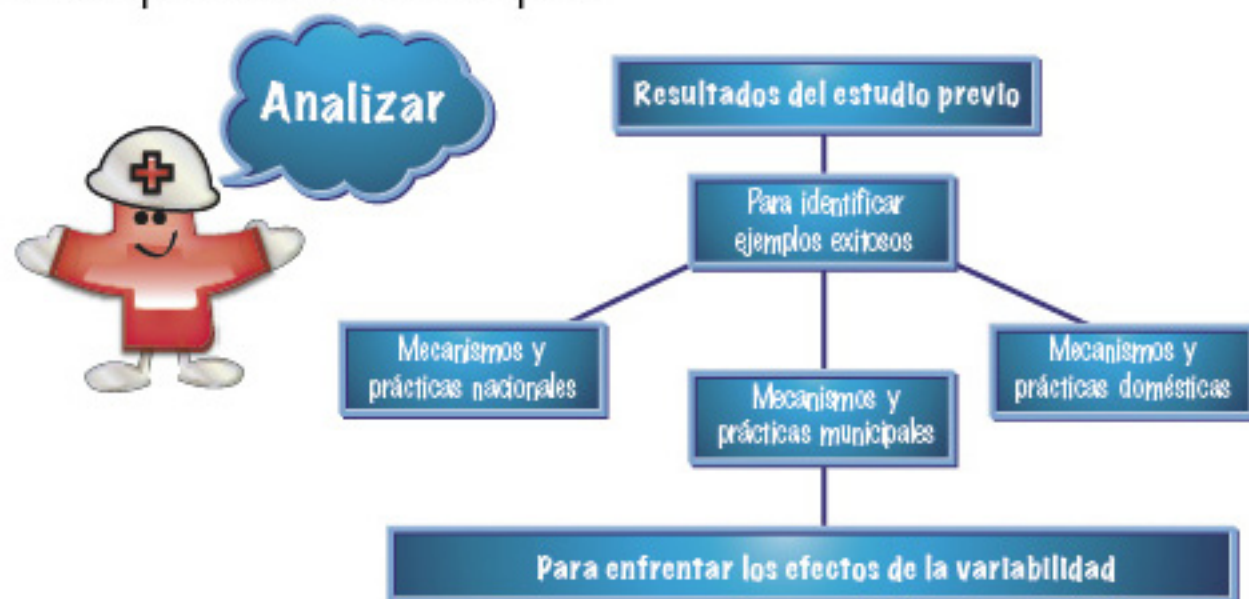 Analizar
Resultados del estudio previo
Para identificar
ejemplos exitosos
Mecanismos y
prácticas nacionales
Mecanismos y
prácticas municipales
Mecanismos y
prácticas domésticas
Para enfrentar los efectos de la variabilidad